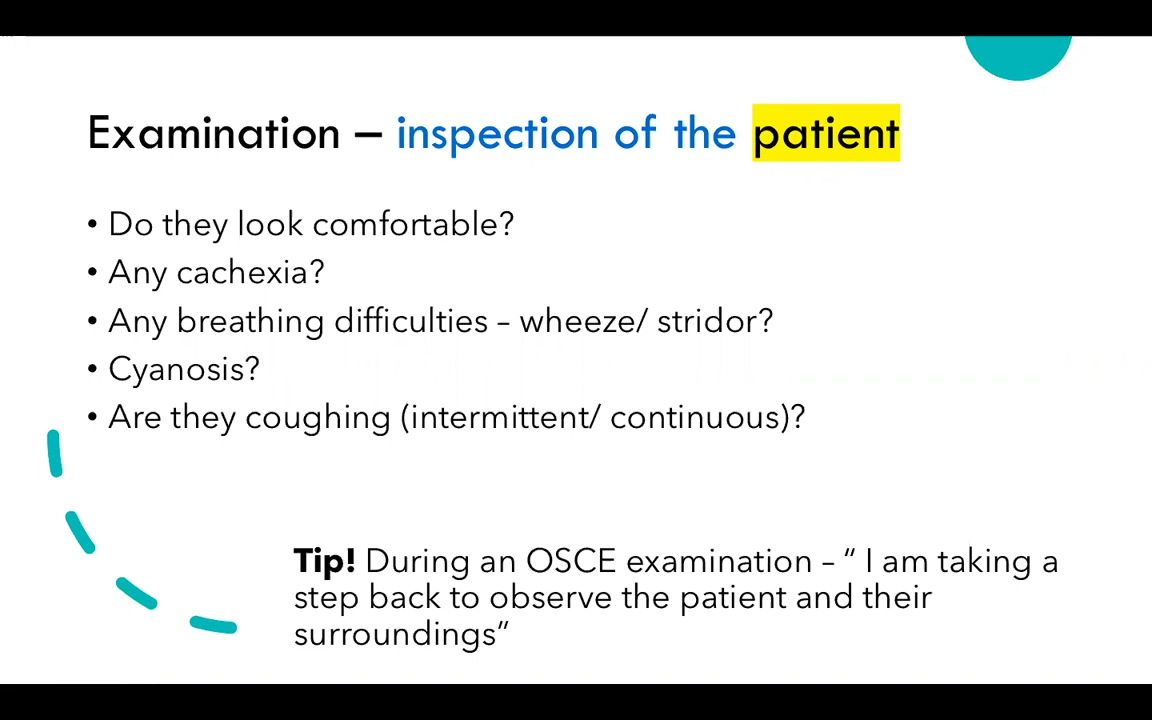 Examination – inspection of the patient
• Do they look comfortable?
• Any cachexia?
• Any breathing difficulties – wheeze/ stridor?
• Cyanosis?
• Are they coughing (intermittent/ continuous)?
Tip! During an OSCE examination – “ I am taking a
step back to observe the patient and their
surroundings”